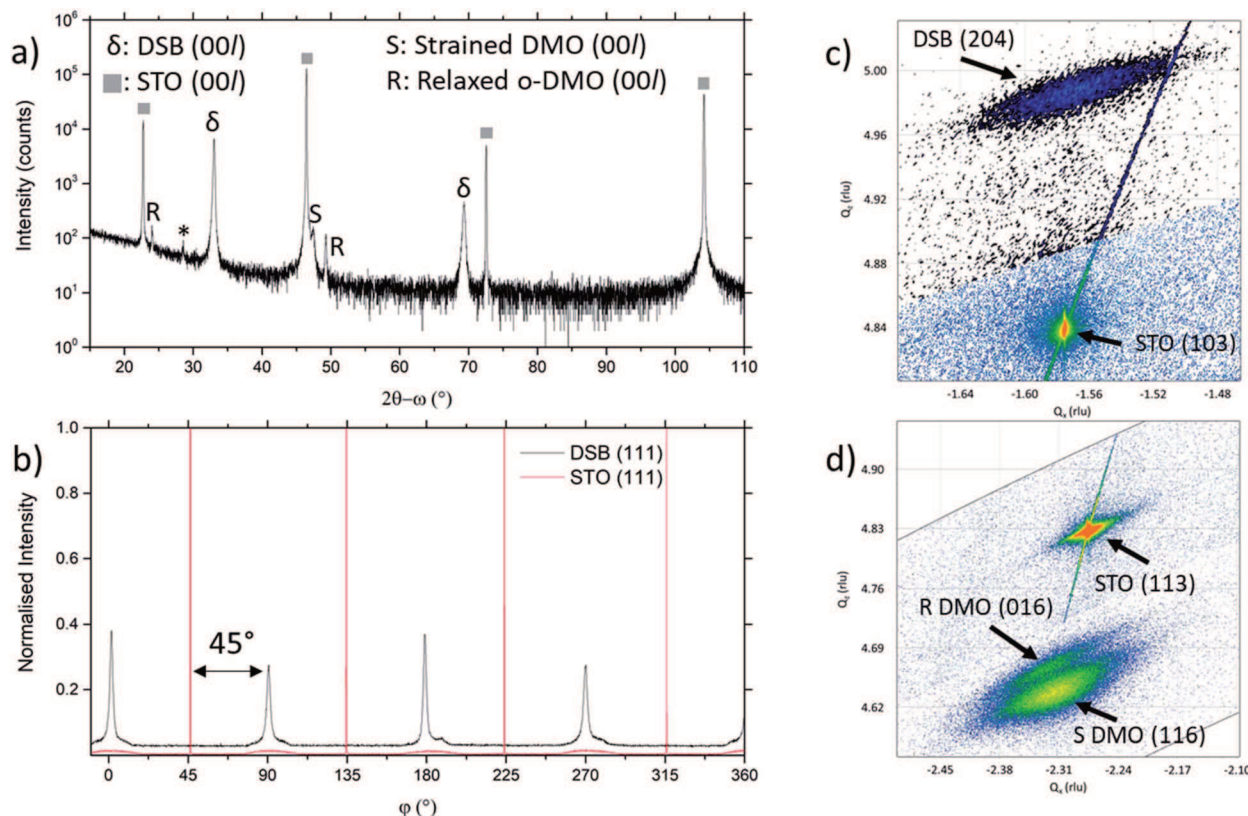 a)
10⁶
10⁵
10⁴
10³
10²
10¹
10⁰
Intensity (counts)
δ: DSB (00l)
S: Strained DMO (00l)
STO (00l)
R: Relaxed o-DMO (00l)
R
*
δ
S
R
δ
20 30 40 50 60 70 80 90 100 110
2θ−ω (°)
b)
1.0
0.8
0.6
0.4
0.2
Normalised Intensity
DSB (111)
STO (111)
45°
0 45 90 135 180 225 270 315 360
φ (°)
c)
DSB (204)
5.00
4.96
4.92
4.88
4.84
Qz (rlu)
STO (103)
-1.64 -1.60 -1.56 -1.52 -1.48
Qx (rlu)
d)
4.90
4.83
4.76
4.69
4.62
Qz (rlu)
STO (113)
R DMO (016)
S DMO (116)
-2.45 -2.38 -2.31 -2.24 -2.17 -2.10
Qx (rlu)